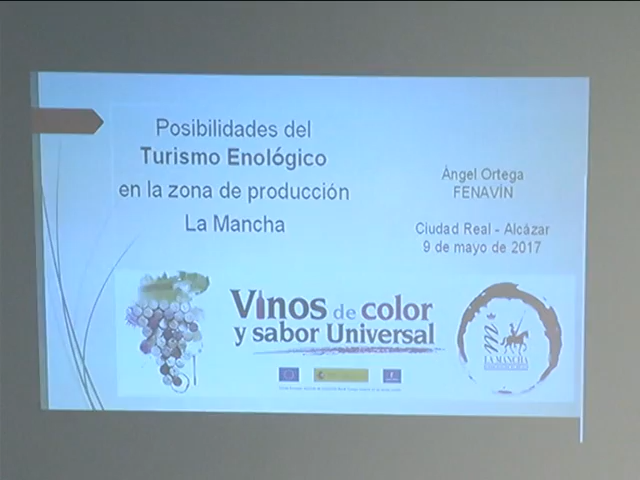 Posibilidades del
Turismo Enológico
en la zona de producción
La Mancha
Ángel Ortega
FENAVÍN
Ciudad Real - Alcázar
9 de mayo de 2017
Vinos de color
y sabor Universal
m
LA MANCHA